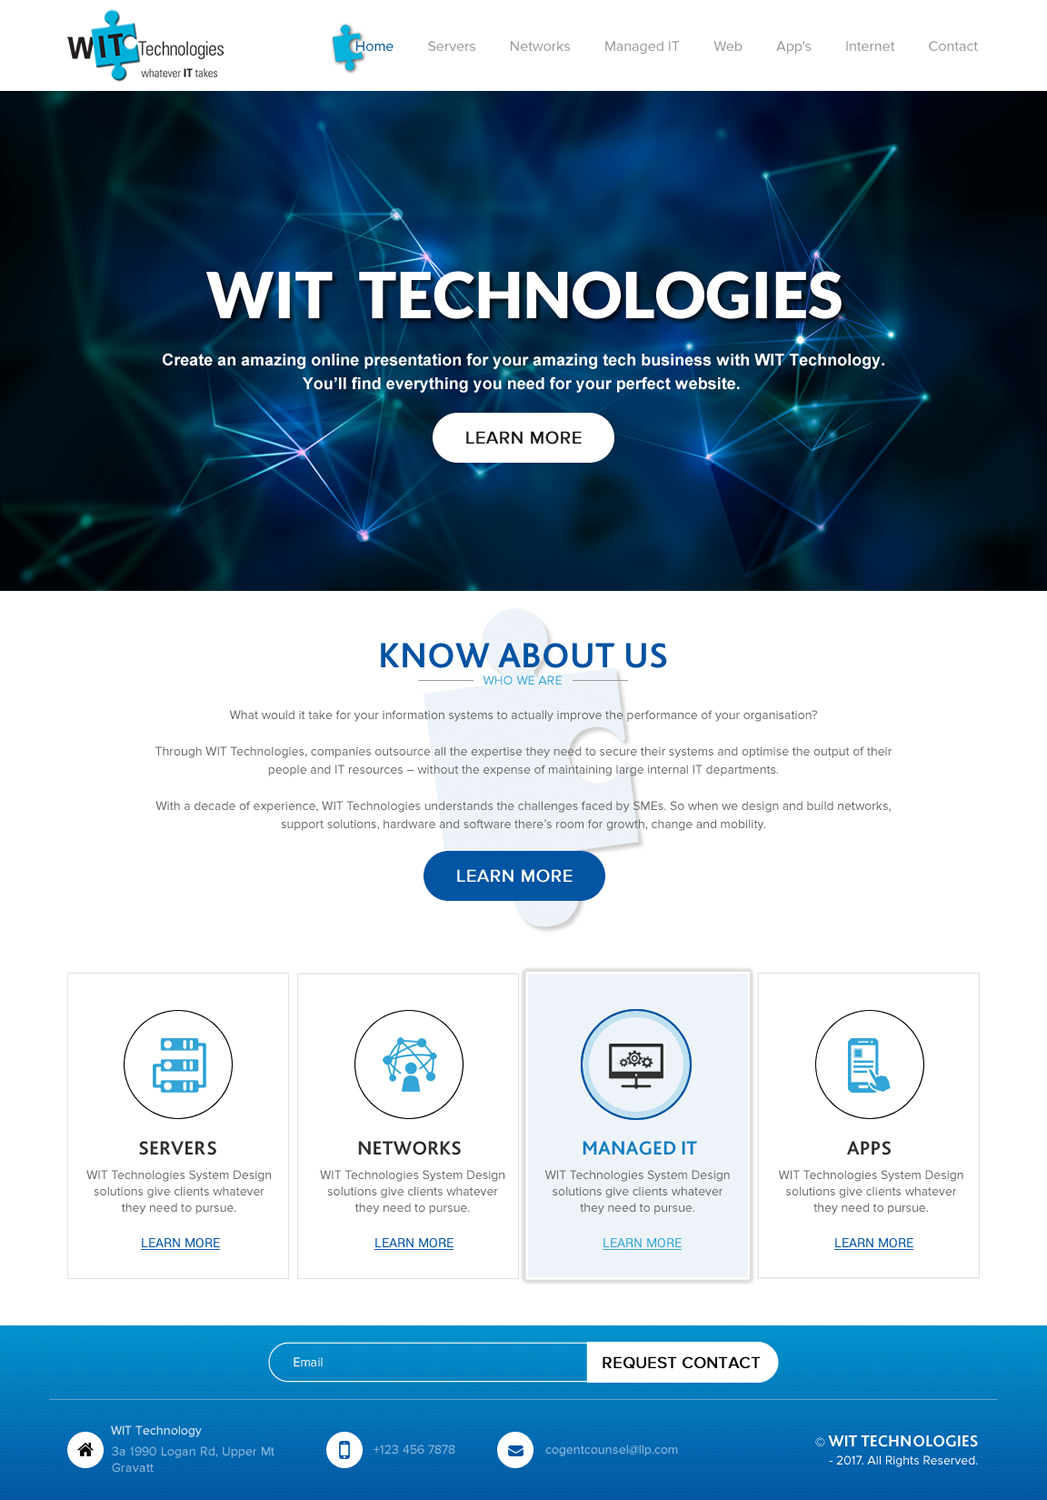 WIT Technologies
whatever IT takes
Home Servers Networks Managed IT Web App's Internet Contact
WIT TECHNOLOGIES
Create an amazing online presentation for your amazing tech business with WIT Technology.
You'll find everything you need for your perfect website.
LEARN MORE
KNOW ABOUT US
WHO WE ARE
What would it take for your information systems to actually improve the performance of your organisation?
Through WIT Technologies, companies outsource all the expertise they need to secure their systems and optimise the output of their
people and IT resources – without the expense of maintaining large internal IT departments.
With a decade of experience, WIT Technologies understands the challenges faced by SMEs. So when we design and build networks,
support solutions, hardware and software there's room for growth, change and mobility.
LEARN MORE
SERVERS
WIT Technologies System Design
solutions give clients whatever
they need to pursue.
LEARN MORE
NETWORKS
WIT Technologies System Design
solutions give clients whatever
they need to pursue.
LEARN MORE
MANAGED IT
WIT Technologies System Design
solutions give clients whatever
they need to pursue.
LEARN MORE
APPS
WIT Technologies System Design
solutions give clients whatever
they need to pursue.
LEARN MORE
Email
REQUEST CONTACT
WIT Technology
3a 1990 Logan Rd, Upper Mt
Gravatt
+123 456 7878
cogentcounsel@llp.com
© WIT TECHNOLOGIES
- 2017. All Rights Reserved.